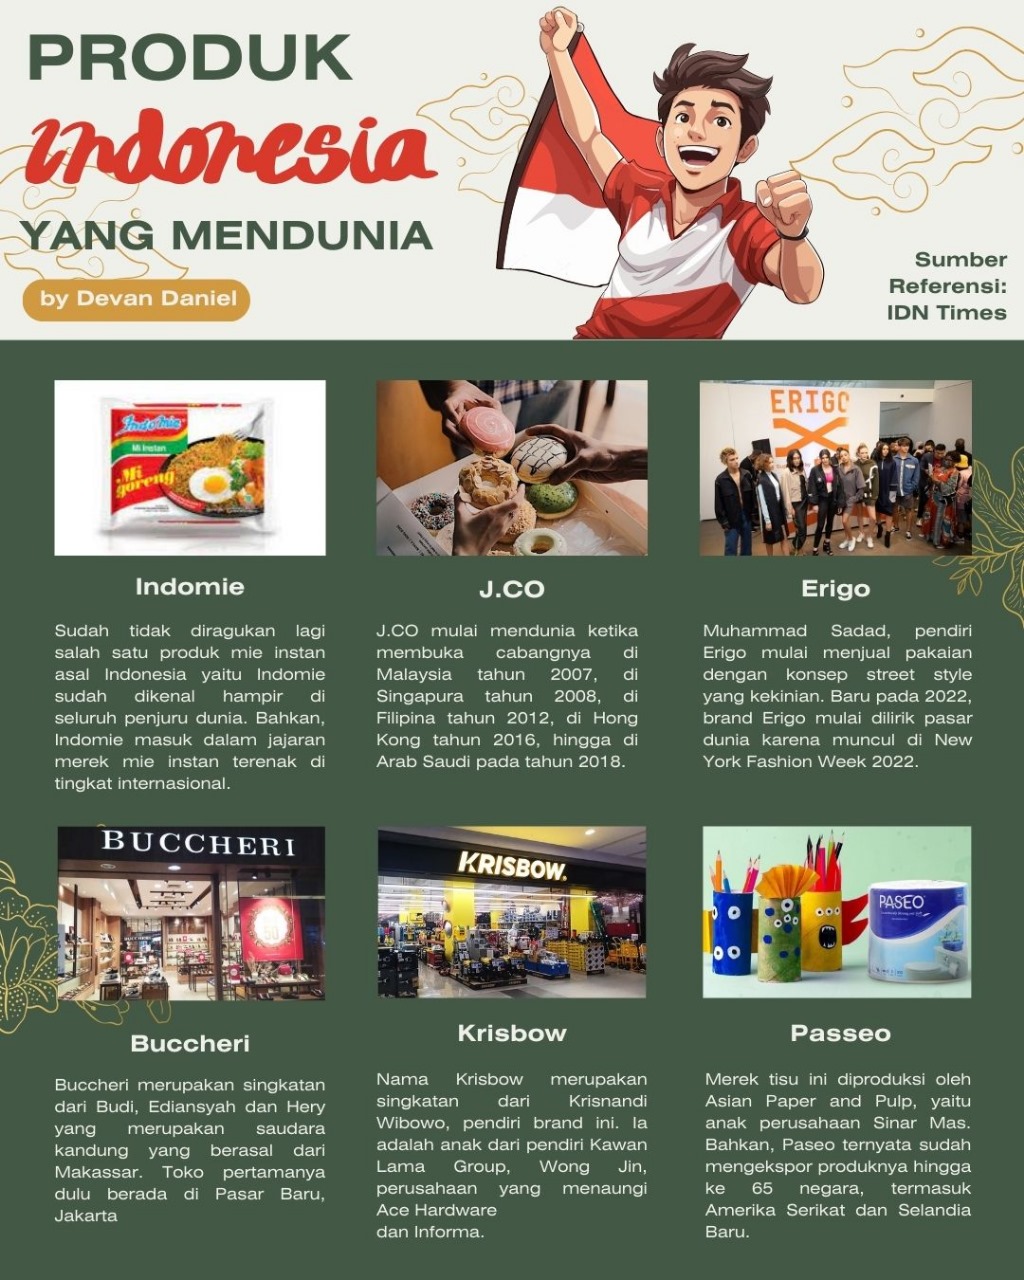 PRODUK
Indonesia
YANG MENDUNIA
by Devan Daniel
Sumber
Referensi:
IDN Times
Indomie
Mi Instan
Mi
goreng
ERIGO
Indomie
Sudah tidak diragukan lagi
salah satu produk mie instan
asal Indonesia yaitu Indomie
sudah dikenal hampir di
seluruh penjuru dunia. Bahkan,
Indomie masuk dalam jajaran
merek mie instan terenak di
tingkat internasional.
J.CO
J.CO mulai mendunia ketika
membuka cabangnya di
Malaysia tahun 2007, di
Singapura tahun 2008, di
Filipina tahun 2012, di Hong
Kong tahun 2016, hingga di
Arab Saudi pada tahun 2018.
Erigo
Muhammad Sadad, pendiri
Erigo mulai menjual pakaian
dengan konsep street style
yang kekinian. Baru pada 2022,
brand Erigo mulai dilirik pasar
dunia karena muncul di New
York Fashion Week 2022.
BUCCHERI
BUCCHERI
50
KRISBOW
PASEO
Buccheri
Buccheri merupakan singkatan
dari Budi, Ediansyah dan Hery
yang merupakan saudara
kandung yang berasal dari
Makassar. Toko pertamanya
dulu berada di Pasar Baru,
Jakarta
Krisbow
Nama Krisbow merupakan
singkatan dari Krisnandi
Wibowo, pendiri brand ini. Ia
adalah anak dari pendiri Kawan
Lama Group, Wong Jin,
perusahaan yang menaungi
Ace Hardware
dan Informa.
Passeo
Merek tisu ini diproduksi oleh
Asian Paper and Pulp, yaitu
anak perusahaan Sinar Mas.
Bahkan, Paseo ternyata sudah
mengekspor produknya hingga
ke 65 negara, termasuk
Amerika Serikat dan Selandia
Baru.